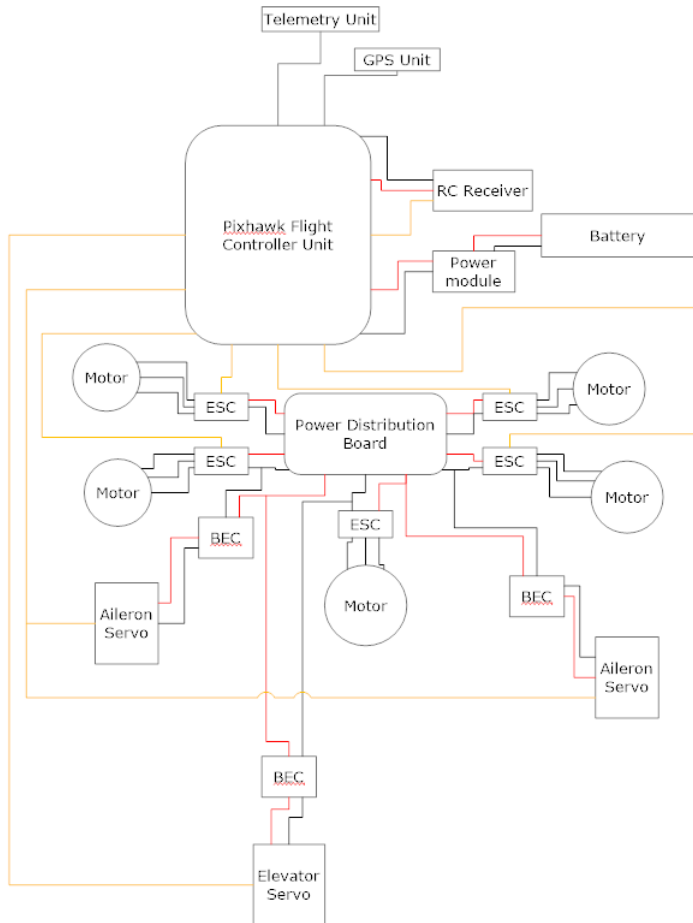 Telemetry Unit
GPS Unit
Pixhawk Flight
Controller Unit
RC Receiver
Battery
Power
module
Motor
ESC
Power Distribution
Board
ESC
Motor
Motor
ESC
ESC
Motor
BEC
ESC
Motor
BEC
Aileron
Servo
Aileron
Servo
BEC
Elevator
Servo